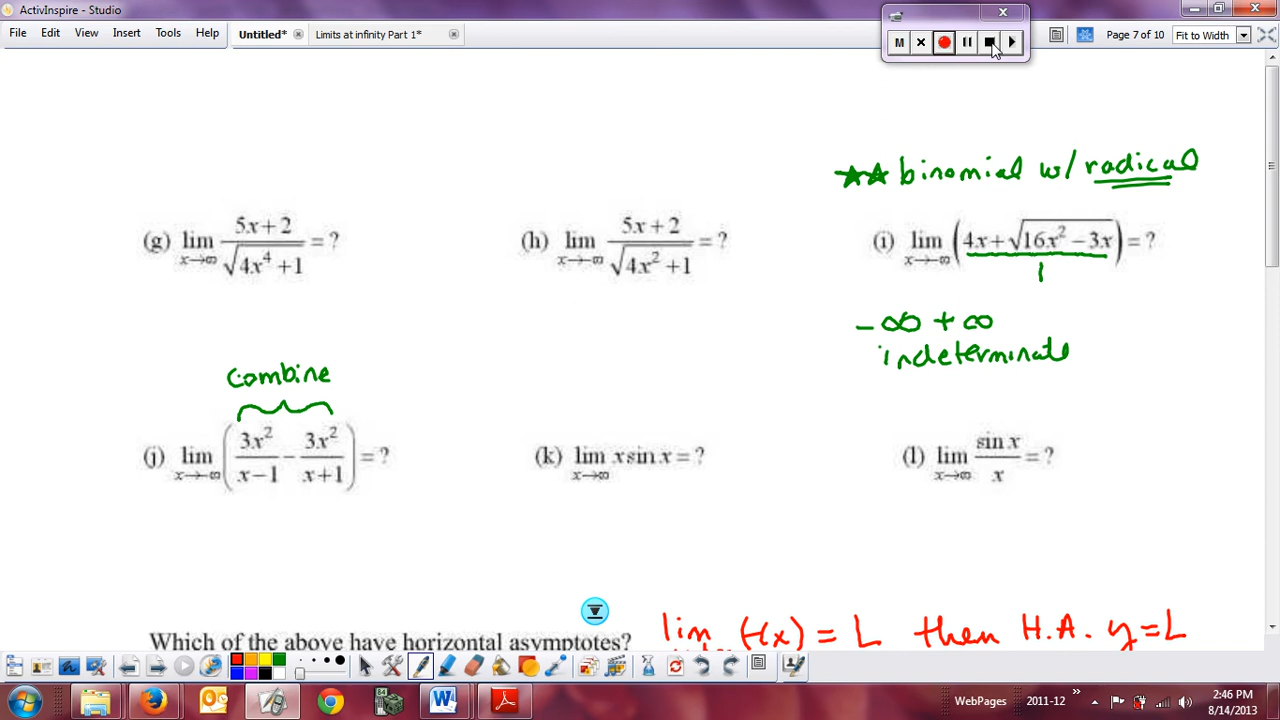 ActivInspire - Studio
File Edit View Insert Tools Help
Untitled*
Limits at infinity Part 1*
M
Page 7 of 10
Fit to Width
★★ binomial w/ radical
(g) lim x→∞ (5x+2)/√(4x⁴+1) = ?
(h) lim x→-∞ (5x+2)/√(4x²+1) = ?
(i) lim x→-∞ (4x+√(16x²-3x)) = ?
1
-∞ + ∞
indeterminate
combine
(j) lim x→-∞ (3x²/(x-1) - 3x²/(x+1)) = ?
(k) lim x→∞ x sin x = ?
(l) lim x→∞ sin x/x = ?
Which of the above have horizontal asymptotes?
lim f(x) = L then H.A. y=L
WebPages
2011-12
2:46 PM
8/14/2013